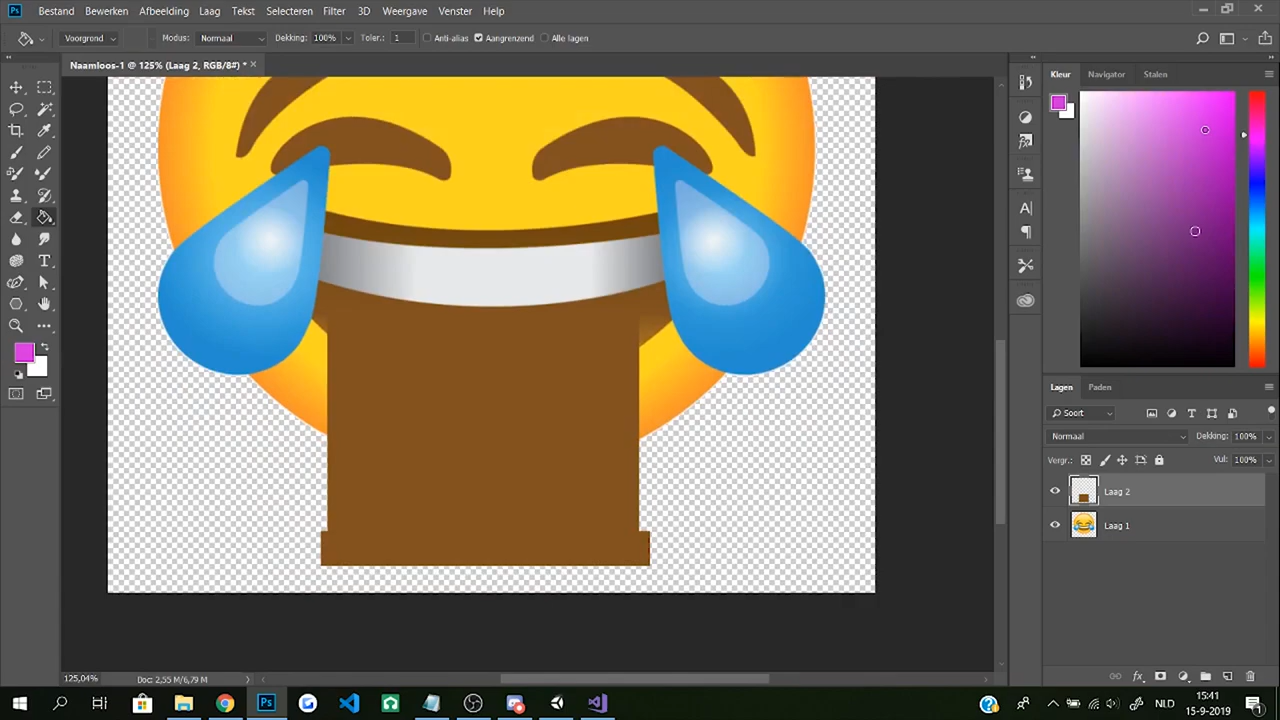 Ps Bestand Bewerken Afbeelding Laag Tekst Selecteren Filter 3D Weergave Venster Help
Voorgrond Modus: Normaal Dekking: 100% Toler.: 1 Anti-alias Aangrenzend Alle lagen
Naamloos-1 @ 125% (Laag 2, RGB/8#) *
Kleur Navigator Stalen
Lagen Paden
Soort
Normaal Dekking: 100%
Vergr.: Vul: 100%
Laag 2
Laag 1
125,04% Doc: 2,55 M/6,79 M
Ps
NLD
15:41
15-9-2019